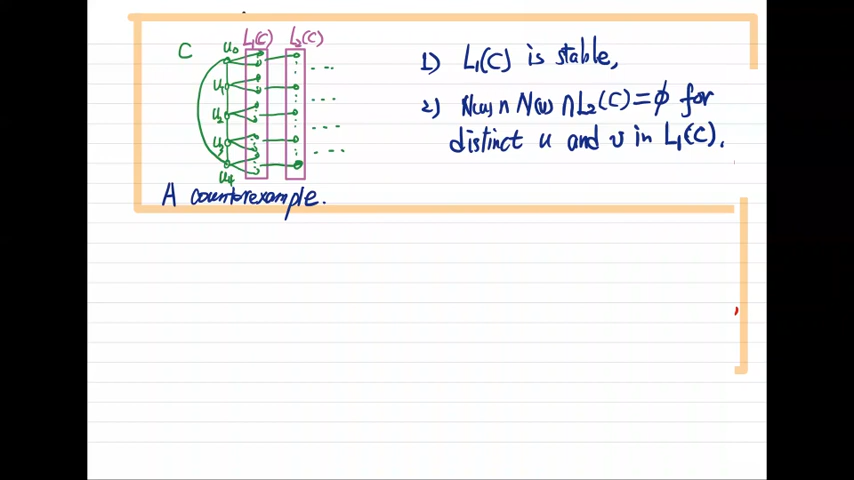 C u₀ L₁(C) L₂(C)
u₁
u₂
u₃
u₄
1) L₁(C) is stable,
2) N(u) ∩ N(v) ∩ L₂(C) = ϕ for
distinct u and v in L₁(C).
A counterexample.